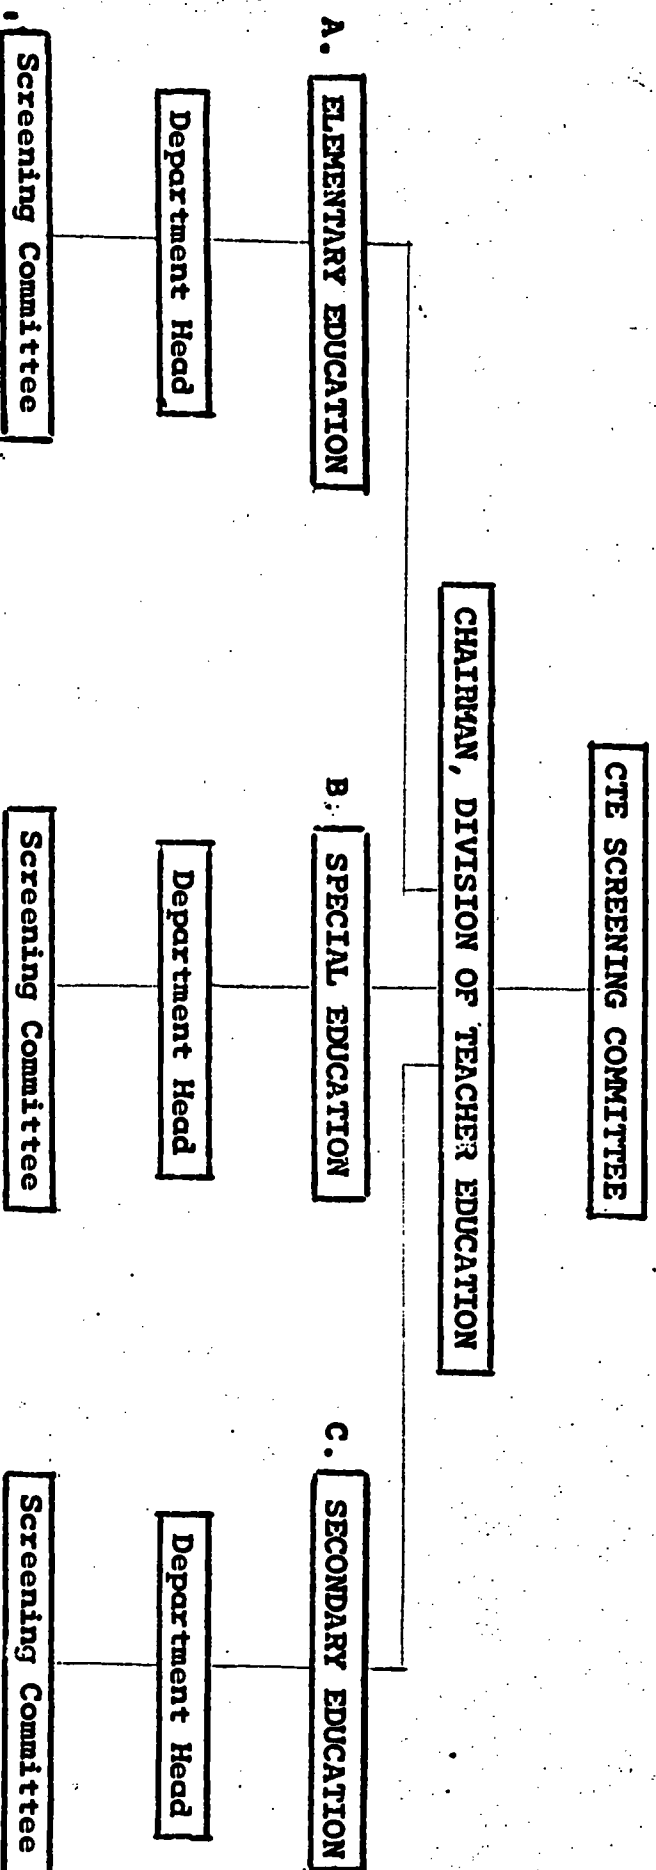 CTE SCREENING COMMITTEE
CHAIRMAN, DIVISION OF TEACHER EDUCATION
A. ELEMENTARY EDUCATION
B. SPECIAL EDUCATION
C. SECONDARY EDUCATION
Department Head
Department Head
Department Head
Screening Committee
Screening Committee
Screening Committee